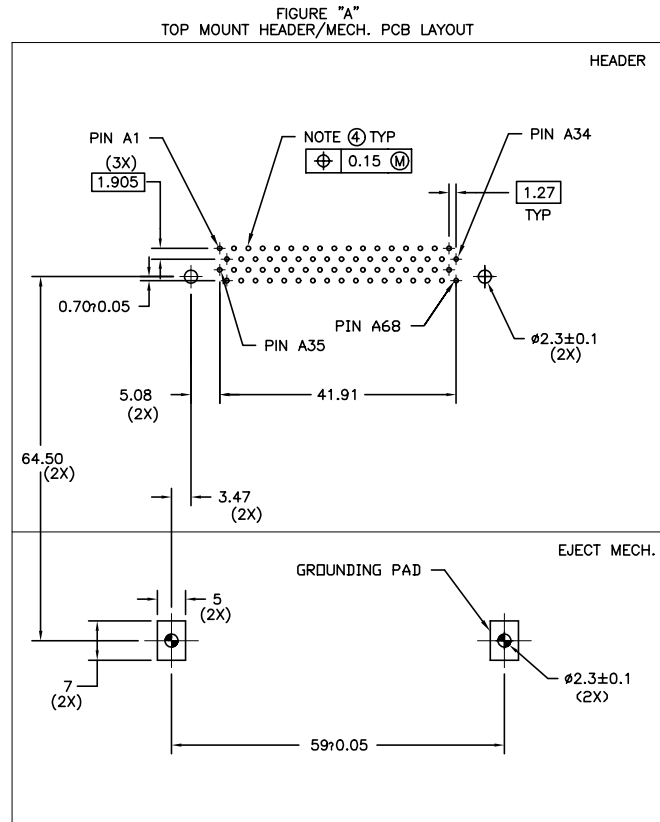 FIGURE "A"
TOP MOUNT HEADER/MECH. PCB LAYOUT
HEADER
PIN A1
NOTE ④ TYP
PIN A34
(3X)
⌖ 0.15 Ⓜ
1.905
1.27
TYP
0.70?0.05
PIN A68
PIN A35
ø2.3±0.1
(2X)
5.08
(2X)
41.91
64.50
(2X)
3.47
(2X)
EJECT MECH.
GROUNDING PAD
5
(2X)
7
(2X)
ø2.3±0.1
(2X)
59?0.05